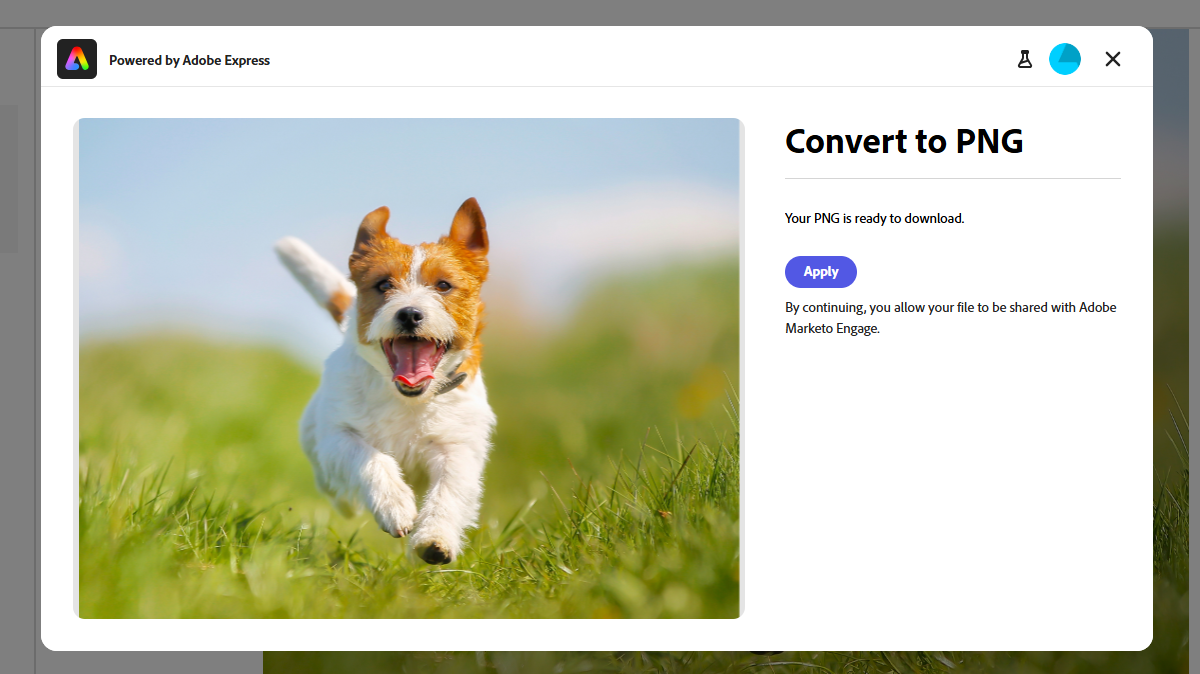 Powered by Adobe Express
Convert to PNG
Your PNG is ready to download.
Apply
By continuing, you allow your file to be shared with Adobe
Marketo Engage.